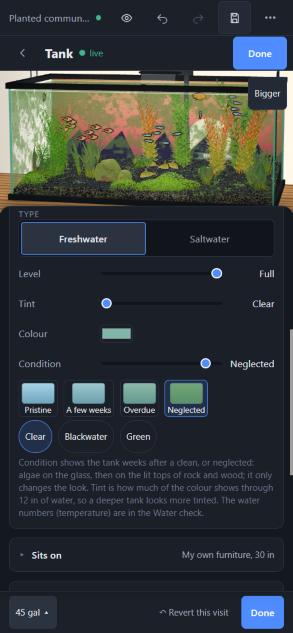 Planted commun...
Tank
live
Done
Bigger
TYPE
Freshwater
Saltwater
Level
Full
Tint
Clear
Colour
Condition
Neglected
Pristine
A few weeks
Overdue
Neglected
Clear
Blackwater
Green
Condition shows the tank weeks after a clean, or neglected:
algae on the glass, then on the lit tops of rock and wood; it
only changes the look. Tint is how much of the colour shows through
12 in of water, so a deeper tank looks more tinted. The water
numbers (temperature) are in the Water check.
Sits on
My own furniture, 30 in
45 gal
Revert this visit
Done